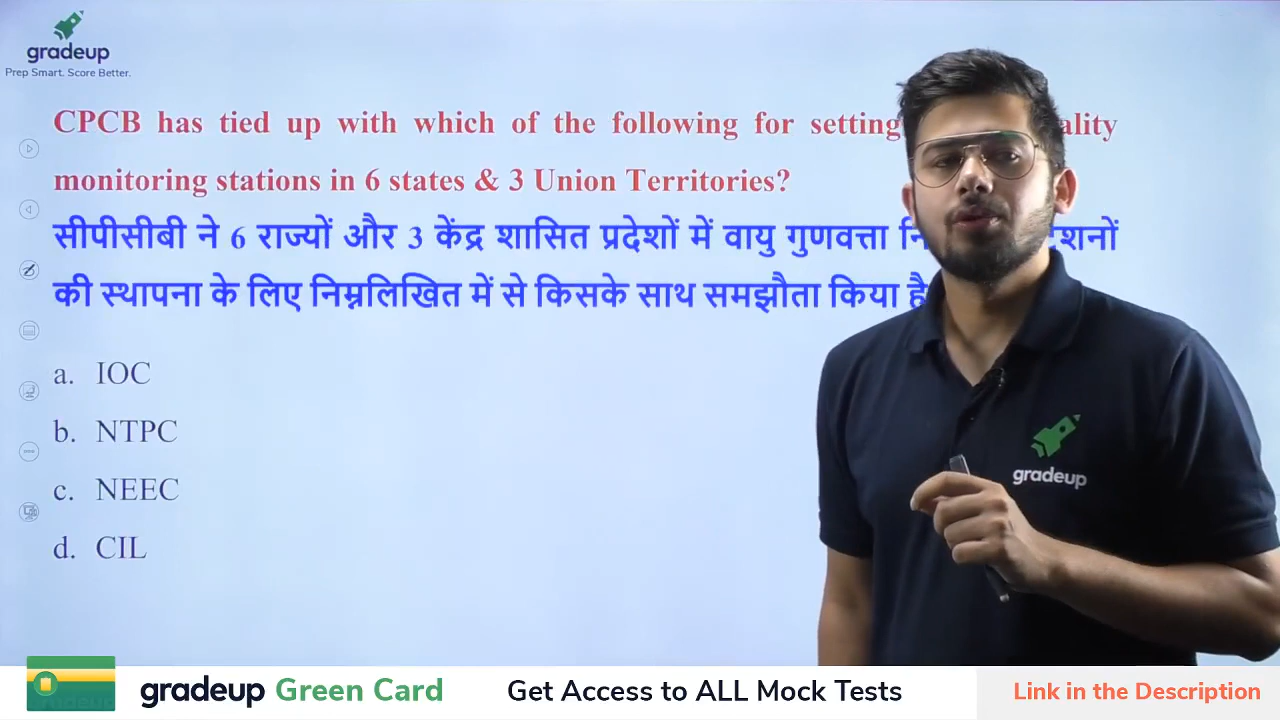 gradeup
Prep Smart. Score Better.
CPCB has tied up with which of the following for setting ality
monitoring stations in 6 states & 3 Union Territories?
सीपीसीबी ने 6 राज्यों और 3 केंद्र शासित प्रदेशों में वायु गुणवत्ता
की स्थापना के लिए निम्नलिखित में से किसके साथ समझौता किया है
a. IOC
b. NTPC
c. NEEC
d. CIL
gradeup
gradeup Green Card
Get Access to ALL Mock Tests
Link in the Description